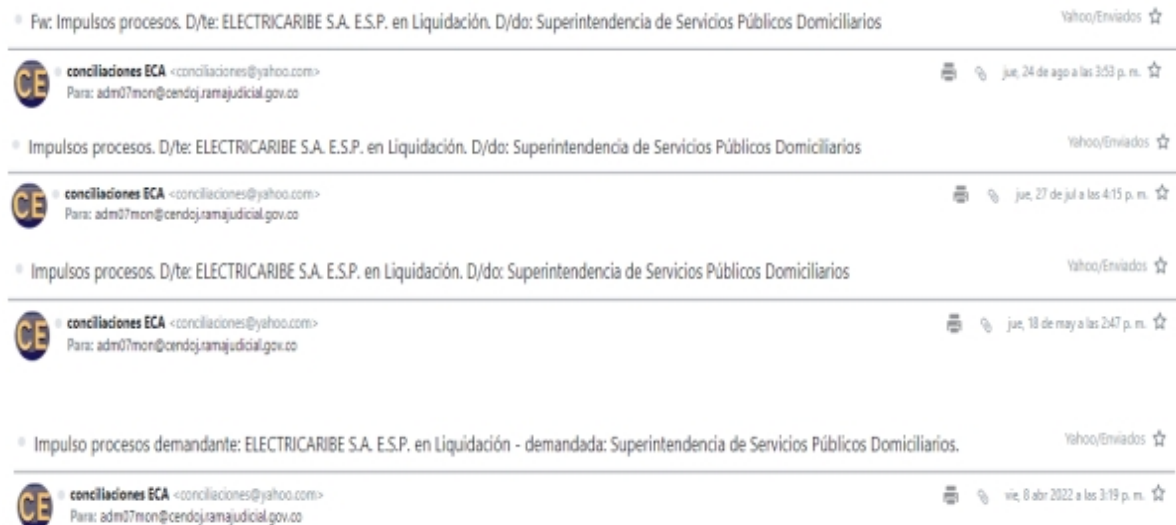 Fw: Impulsos procesos. D/te: ELECTRICARIBE S.A. E.S.P. en Liquidación. D/do: Superintendencia de Servicios Públicos Domiciliarios Yahoo/Enviados
CE conciliaciones ECA <conciliaciones@yahoo.com> jue, 24 de ago a las 3:53 p. m.
Para: adm07mon@cendoj.ramajudicial.gov.co
Impulsos procesos. D/te: ELECTRICARIBE S.A. E.S.P. en Liquidación. D/do: Superintendencia de Servicios Públicos Domiciliarios Yahoo/Enviados
CE conciliaciones ECA <conciliaciones@yahoo.com> jue, 27 de jul a las 4:15 p. m.
Para: adm07mon@cendoj.ramajudicial.gov.co
Impulsos procesos. D/te: ELECTRICARIBE S.A. E.S.P. en Liquidación. D/do: Superintendencia de Servicios Públicos Domiciliarios Yahoo/Enviados
CE conciliaciones ECA <conciliaciones@yahoo.com> jue, 18 de may a las 2:47 p. m.
Para: adm07mon@cendoj.ramajudicial.gov.co
Impulso procesos demandante: ELECTRICARIBE S.A. E.S.P. en Liquidación - demandada: Superintendencia de Servicios Públicos Domiciliarios. Yahoo/Enviados
CE conciliaciones ECA <conciliaciones@yahoo.com> vie, 8 abr 2022 a las 3:19 p. m.
Para: adm07mon@cendoj.ramajudicial.gov.co